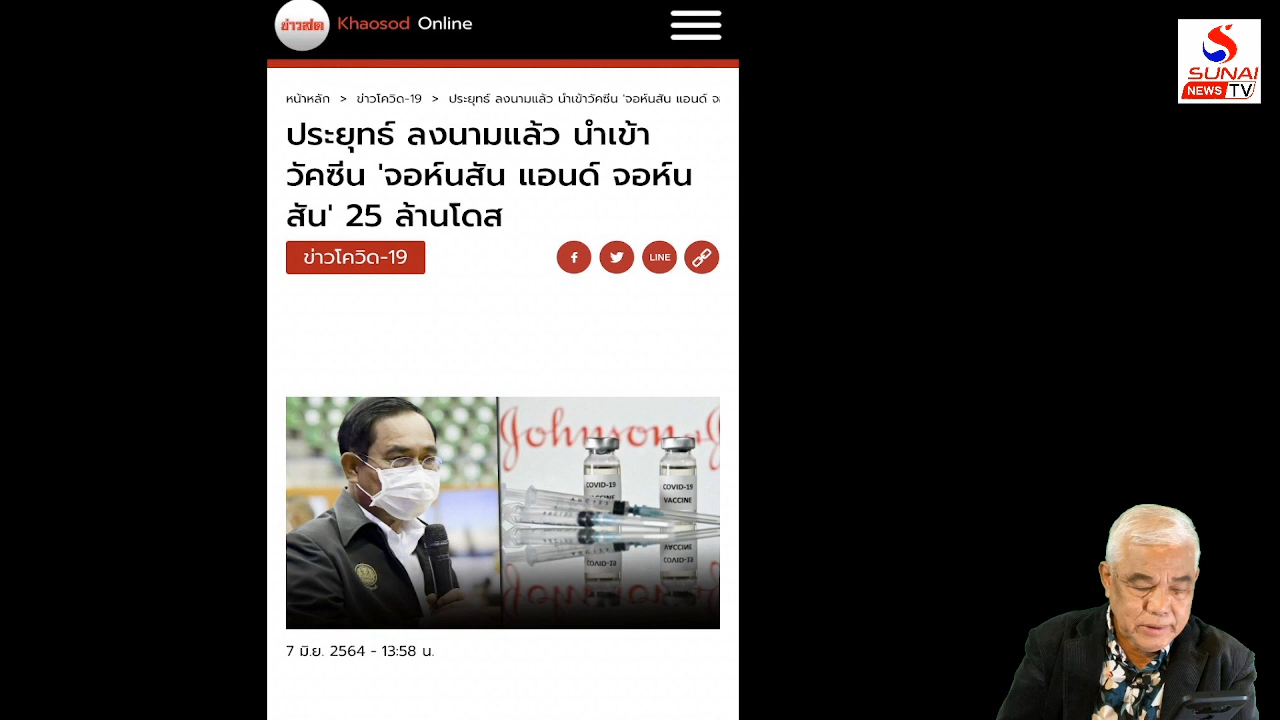 ข่าวสด Khaosod Online
SUNAI
NEWS TV
หน้าหลัก > ข่าวโควิด-19 > ประยุทธ์ ลงนามแล้ว นำเข้าวัคซีน 'จอห์นสัน แอนด์ จอ
ประยุทธ์ ลงนามแล้ว นำเข้า
วัคซีน 'จอห์นสัน แอนด์ จอห์น
สัน' 25 ล้านโดส
ข่าวโควิด-19
LINE
Johnson & J
COVID-19 COVID-19
VACCINE VACCINE
7 มิ.ย. 2564 - 13:58 น.